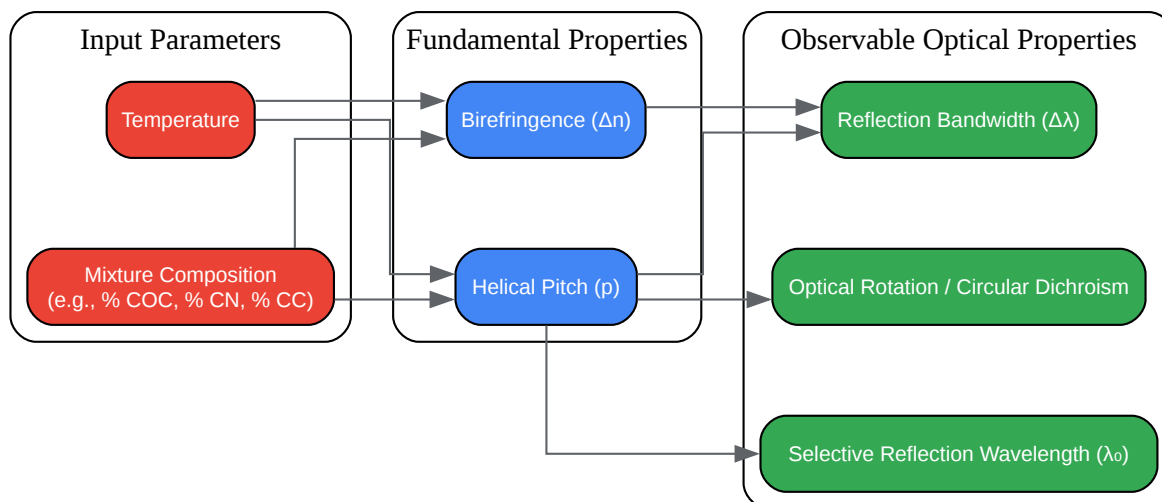 Input Parameters
Fundamental Properties
Observable Optical Properties
Temperature
Birefringence (Δn)
Reflection Bandwidth (Δλ)
Mixture Composition
(e.g., % COC, % CN, % CC)
Helical Pitch (p)
Optical Rotation / Circular Dichroism
Selective Reflection Wavelength (λ₀)